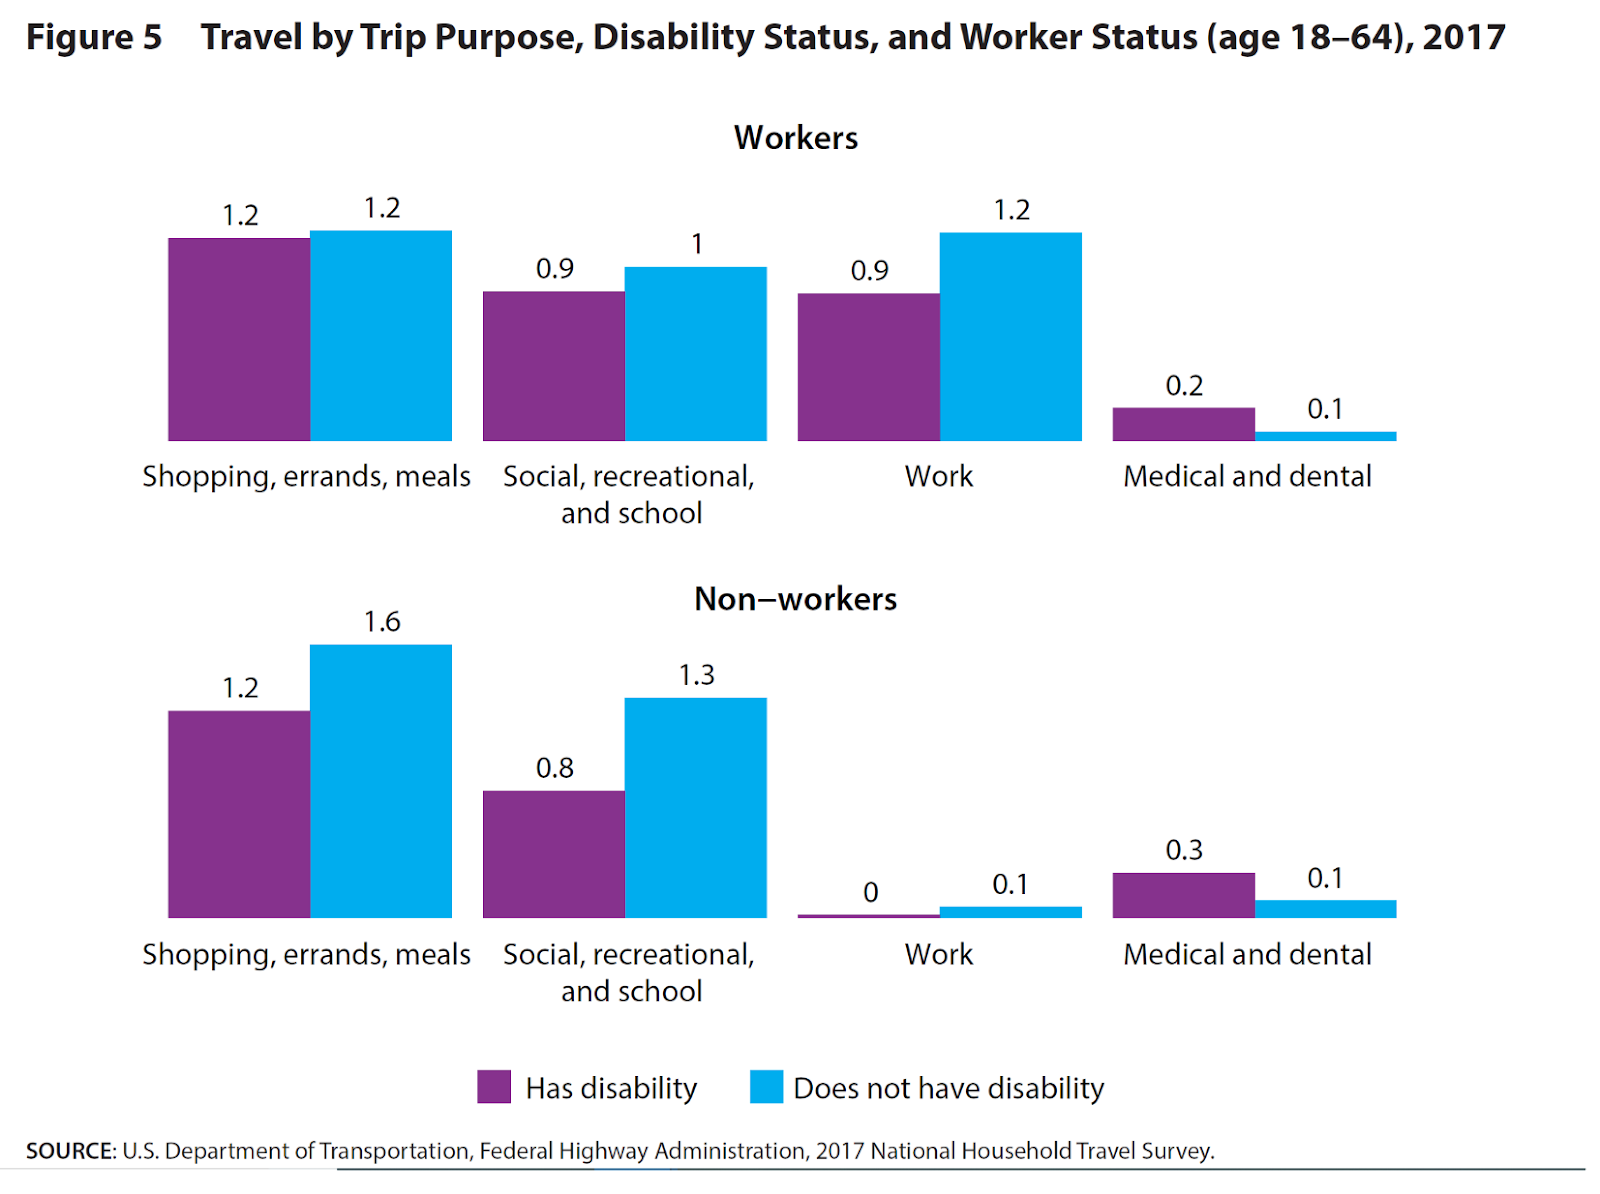 Figure 5 Travel by Trip Purpose, Disability Status, and Worker Status (age 18–64), 2017
Workers
1.2 1.2 0.9 1 0.9 1.2 0.2 0.1
Shopping, errands, meals Social, recreational, Work Medical and dental
and school
Non–workers
1.2 1.6 0.8 1.3 0 0.1 0.3 0.1
Shopping, errands, meals Social, recreational, Work Medical and dental
and school
Has disability Does not have disability
SOURCE: U.S. Department of Transportation, Federal Highway Administration, 2017 National Household Travel Survey.